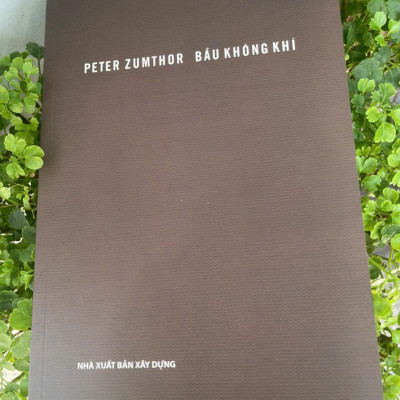 PETER ZUMTHOR BẦU KHÔNG KHÍ
NHÀ XUẤT BẢN XÂY DỰNG